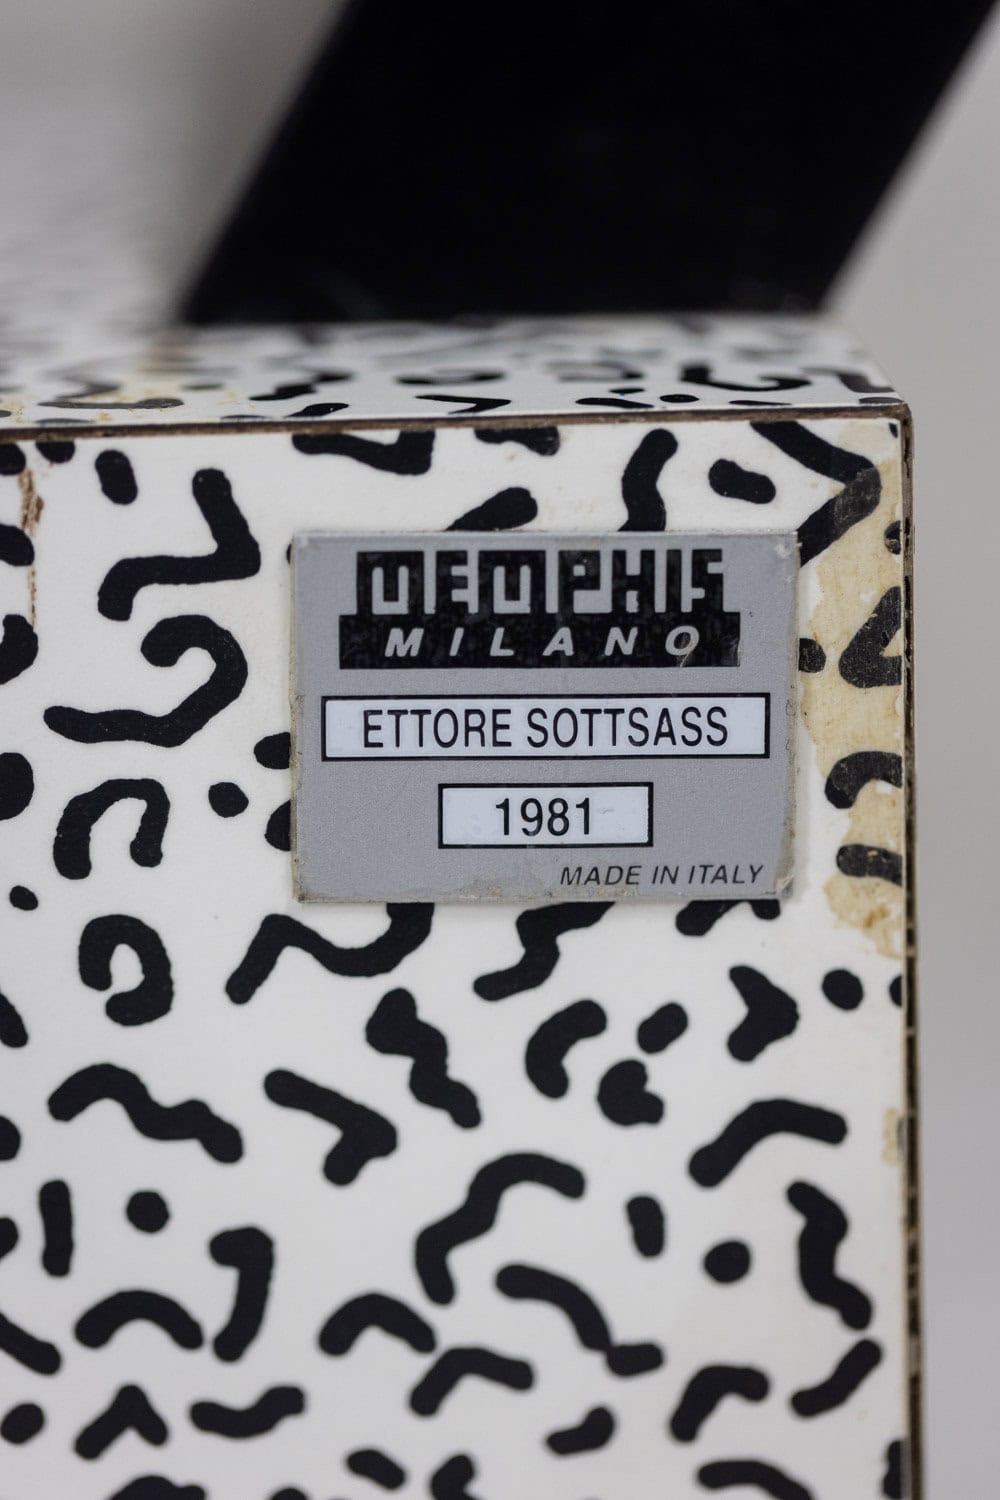 MEMPHIS
MILANO
ETTORE SOTTSASS
1981
MADE IN ITALY